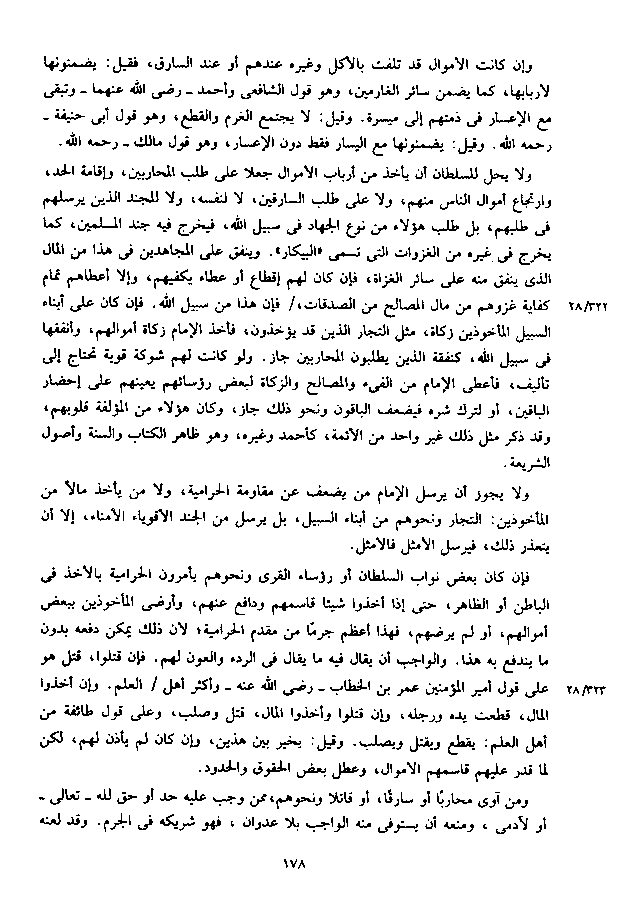 وإن كانت الأموال قد تلفت بالأكل وغيره عندهم أو عند السارق، فقيل: يضمنونها
لأربابها، كما يضمن سائر الغارمين، وهو قول الشافعى وأحمد ـ رضى الله عنهما ـ وتبقى
مع الإعسار فى ذمتهم إلى ميسرة. وقيل: لا يجتمع الغرم والقطع، وهو قول أبى حنيفة ـ
رحمه الله. وقيل: يضمنونها مع اليسار فقط دون الإعسار، وهو قول مالك ـ رحمه الله.
ولا يحل للسلطان أن يأخذ من أرباب الأموال جعلا على طلب المحاربين، وإقامة الحد،
وارتجاع أموال الناس منهم، ولا على طلب السارقين، لا لنفسه، ولا للجند الذين يرسلهم
فى طلبهم، بل طلب هؤلاء من نوع الجهاد فى سبيل الله، فيخرج فيه جند المسلمين، كما
يخرج فى غيره من الغزوات التى تسمى «البيكار». وينفق على المجاهدين فى هذا من المال
الذى ينفق منه على سائر الغزاة، فإن كان لهم إقطاع أو عطاء يكفيهم، وإلا أعطاهم تمام
٢٨/٣٢٢ كفاية غزوهم من مال المصالح من الصدقات، / فإن هذا من سبيل الله. فإن كان على أبناء
السبيل المأخوذين زكاة، مثل التجار الذين قد يؤخذون، فأخذ الإمام زكاة أموالهم، وأنفقها
فى سبيل الله، كنفقة الذين يطلبون المحاربين جاز. ولو كانت لهم شوكة قوية تحتاج إلى
تأليف، فأعطى الإمام من الفىء والمصالح والزكاة لبعض رؤسائهم يعينهم على إحضار
الباقين، أو لترك شره فيضعف الباقون ونحو ذلك جاز، وكان هؤلاء من المؤلفة قلوبهم،
وقد ذكر مثل ذلك غير واحد من الأئمة، كأحمد وغيره، وهو ظاهر الكتاب والسنة وأصول
الشريعة.
ولا يجوز أن يرسل الإمام من يضعف عن مقاومة الحرامية، ولا من يأخذ مالاً من
المأخوذين: التجار ونحوهم من أبناء السبيل، بل يرسل من الجند الأقوياء الأمناء، إلا أن
يتعذر ذلك، فيرسل الأمثل فالأمثل.
فإن كان بعض نواب السلطان أو رؤساء القرى ونحوهم يأمرون الحرامية بالأخذ فى
الباطن أو الظاهر، حتى إذا أخذوا شيئا قاسمهم ودافع عنهم، وأرضى المأخوذين ببعض
أموالهم، أو لم يرضهم، فهذا أعظم جرمًا من مقدم الحرامية؛ لأن ذلك يمكن دفعه بدون
ما يندفع به هذا. والواجب أن يقال فيه ما يقال فى الردء والعون لهم. فإن قتلوا، قتل هو
٢٨/٣٢٣ على قول أمير المؤمنين عمر بن الخطاب ـ رضى الله عنه ـ وأكثر أهل / العلم. وإن أخذوا
المال، قطعت يده ورجله، وإن قتلوا وأخذوا المال، قتل وصلب، وعلى قول طائفة من
أهل العلم: يقطع ويقتل ويصلب. وقيل: يخير بين هذين، وإن كان لم يأذن لهم، لكن
لما قدر عليهم قاسمهم الأموال، وعطل بعض الحقوق والحدود.
ومن آوى محاربًا أو سارقًا، أو قاتلا ونحوهم، ممن وجب عليه حد أو حق لله ـ تعالى ـ
أو لآدمى ، ومنعه أن يستوفى منه الواجب بلا عدوان ، فهو شريكه فى الجرم. وقد لعنه
١٧٨